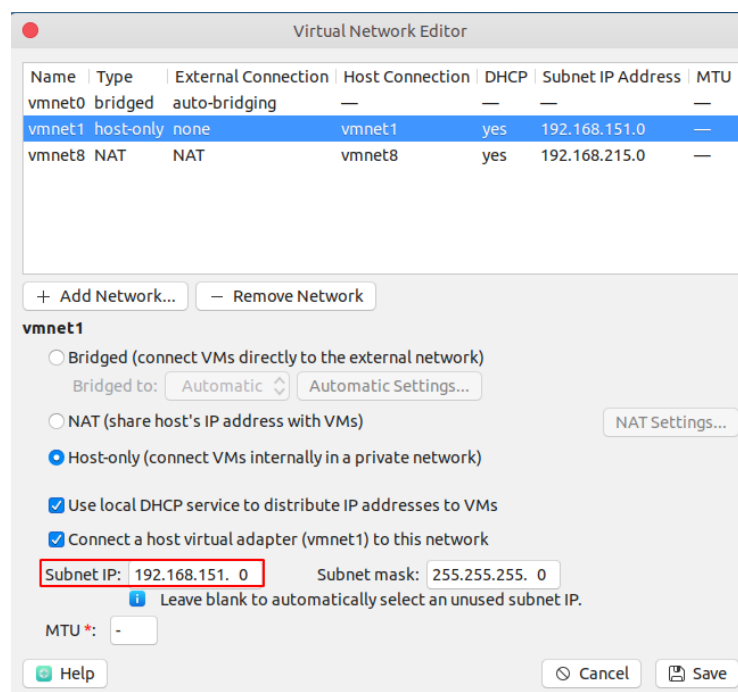 Virtual Network Editor
Name Type External Connection Host Connection DHCP Subnet IP Address MTU
vmnet0 bridged auto-bridging — — — —
vmnet1 host-only none vmnet1 yes 192.168.151.0 —
vmnet8 NAT NAT vmnet8 yes 192.168.215.0 —
+ Add Network... − Remove Network
vmnet1
Bridged (connect VMs directly to the external network)
Bridged to: Automatic Automatic Settings...
NAT (share host's IP address with VMs) NAT Settings...
Host-only (connect VMs internally in a private network)
Use local DHCP service to distribute IP addresses to VMs
Connect a host virtual adapter (vmnet1) to this network
Subnet IP: 192.168.151. 0 Subnet mask: 255.255.255. 0
Leave blank to automatically select an unused subnet IP.
MTU *: -
Help Cancel Save